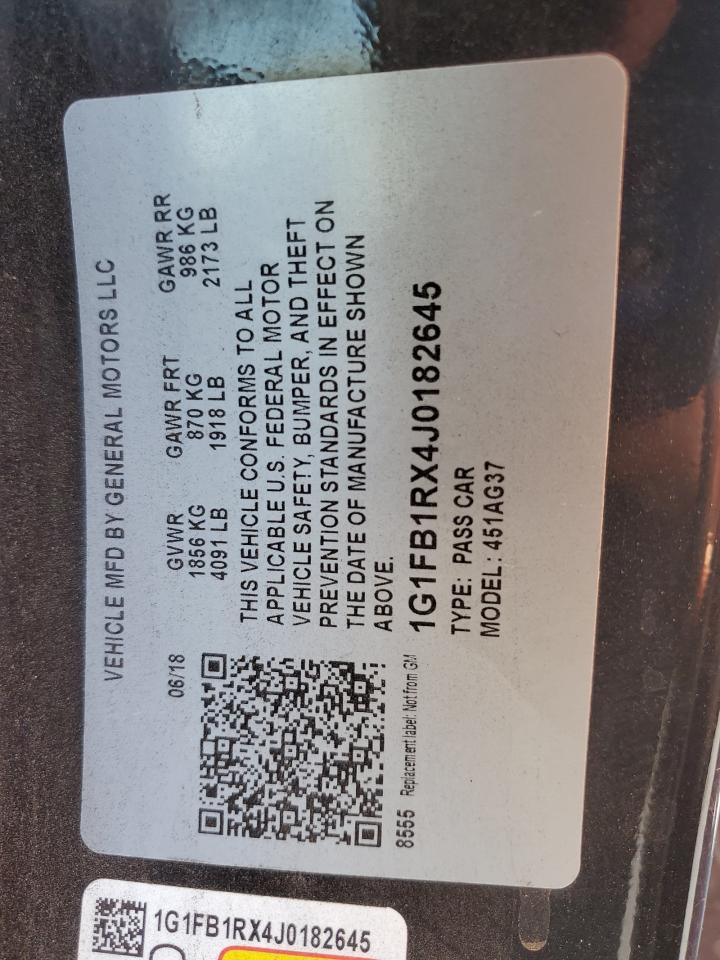 VEHICLE MFD BY GENERAL MOTORS LLC
06/18
GVWR GAWR FRT GAWR RR
1856 KG 870 KG 986 KG
4091 LB 1918 LB 2173 LB
THIS VEHICLE CONFORMS TO ALL
APPLICABLE U.S. FEDERAL MOTOR
VEHICLE SAFETY, BUMPER, AND THEFT
PREVENTION STANDARDS IN EFFECT ON
THE DATE OF MANUFACTURE SHOWN
ABOVE.
8555 Replacement label: Not from GM
1G1FB1RX4J0182645
TYPE: PASS CAR
MODEL: 451AG37
1G1FB1RX4J0182645